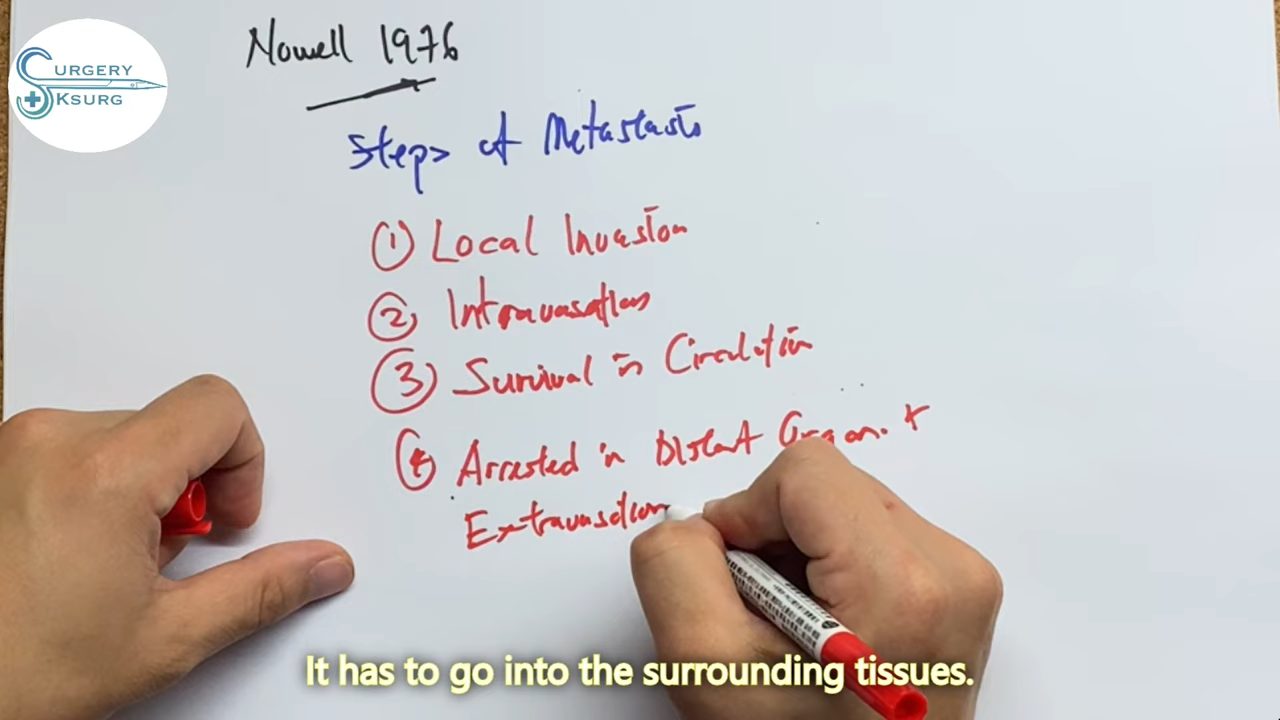 SURGERY
SKSURG
Nowell 1976
Steps of Metastasis
① Local Invasion
② Intravasation
③ Survival in Circulation
④ Arrested in Distant Organ. +
Extravasation
It has to go into the surrounding tissues.